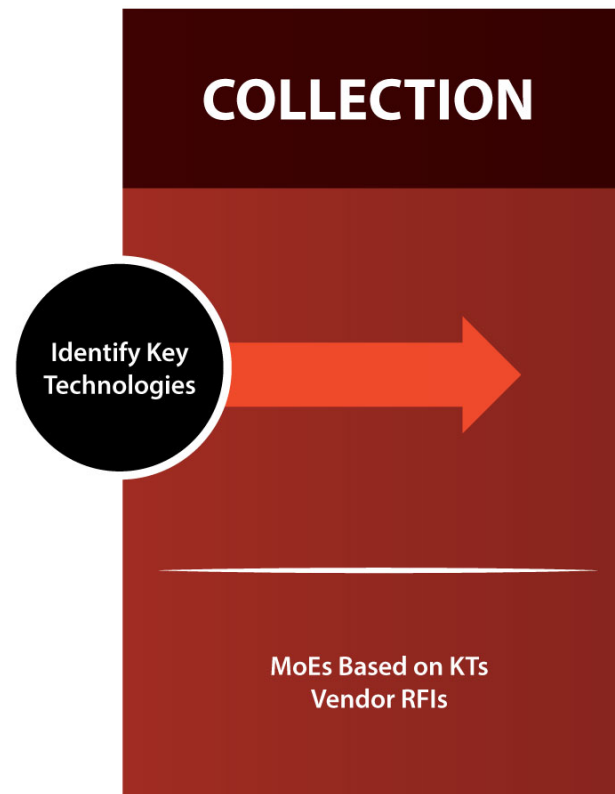 COLLECTION
Identify Key
Technologies
MoEs Based on KTs
Vendor RFIs